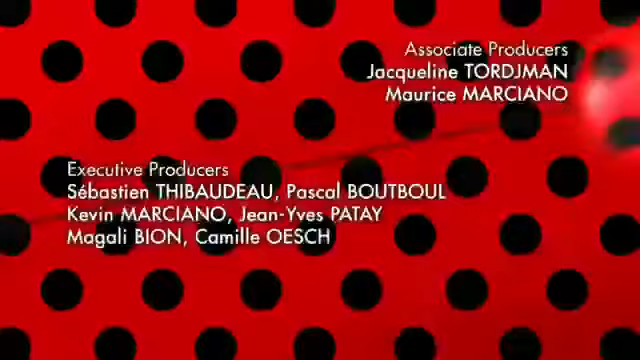 Associate Producers
Jacqueline TORDJMAN
Maurice MARCIANO
Executive Producers
Sébastien THIBAUDEAU, Pascal BOUTBOUL
Kevin MARCIANO, Jean-Yves PATAY
Magali BION, Camille OESCH